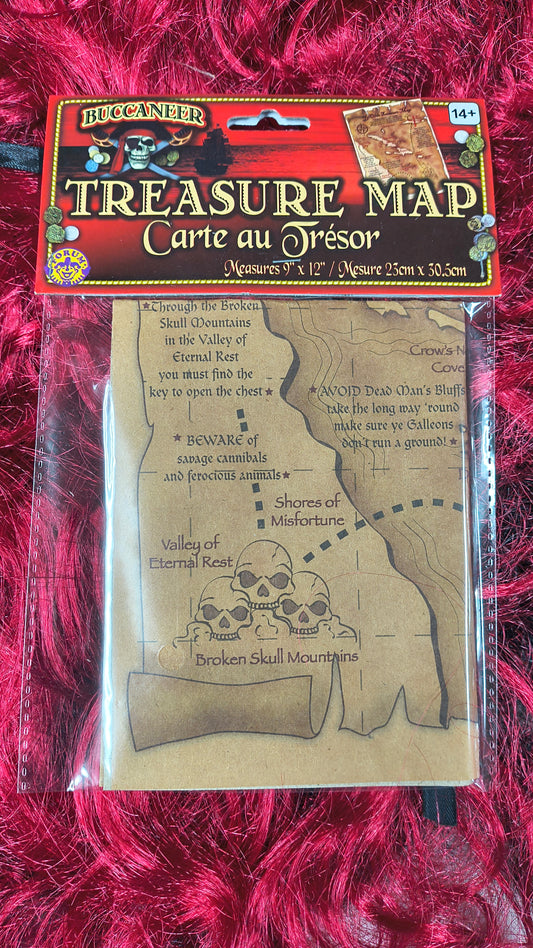 BUCCANEER
14+
TREASURE MAP
Carte au Trésor
FORUM
Measures 9" x 12" / Mesure 23cm x 30.5cm
Through the Broken
Skull Mountains
in the Valley of
Eternal Rest
you must find the
key to open the chest
Crow's N
Cove
AVOID Dead Man's Bluffs
take the long way 'round
make sure ye Galleons
don't run a ground!
BEWARE of
savage cannibals
and ferocious animals
Shores of
Misfortune
Valley of
Eternal Rest
Broken Skull Mountains